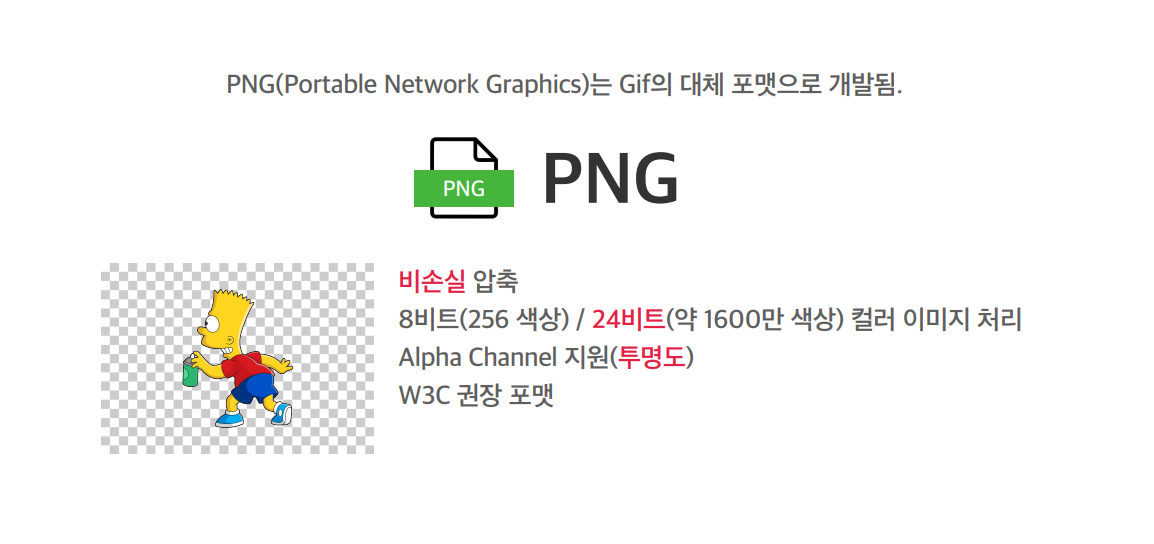 PNG(Portable Network Graphics)는 Gif의 대체 포맷으로 개발됨.
PNG
PNG
비손실 압축
8비트(256 색상) / 24비트(약 1600만 색상) 컬러 이미지 처리
Alpha Channel 지원(투명도)
W3C 권장 포맷